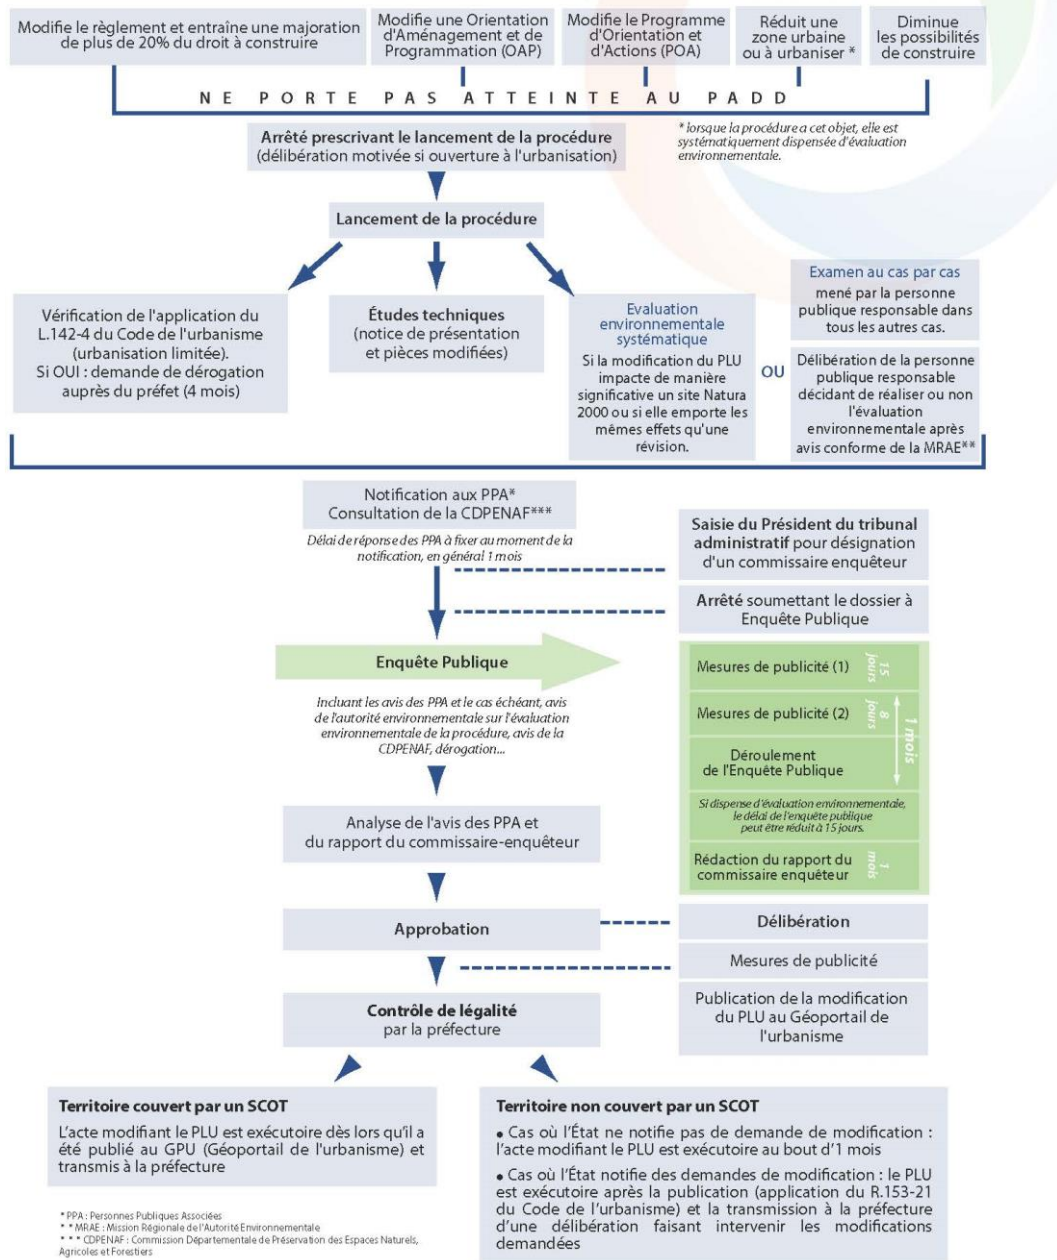 Modifie le règlement et entraîne une majoration
de plus de 20% du droit à construire
Modifie une Orientation
d'Aménagement et de
Programmation (OAP)
Modifie le Programme
d'Orientation et
d'Actions (POA)
Réduit une
zone urbaine
ou à urbaniser *
Diminue
les possibilités
de construire
NE PORTE PAS ATTEINTE AU PADD
* lorsque la procédure a cet objet, elle est
systématiquement dispensée d'évaluation
environnementale.
Arrêté prescrivant le lancement de la procédure
(délibération motivée si ouverture à l'urbanisation)
Lancement de la procédure
Vérification de l'application du
L.142-4 du Code de l'urbanisme
(urbanisation limitée).
Si OUI : demande de dérogation
auprès du préfet (4 mois)
Études techniques
(notice de présentation
et pièces modifiées)
Evaluation
environnementale
systématique
Si la modification du PLU
impacte de manière
significative un site Natura
2000 ou si elle emporte les
mêmes effets qu'une
révision.
OU
Examen au cas par cas
mené par la personne
publique responsable dans
tous les autres cas.
Délibération de la personne
publique responsable
décidant de réaliser ou non
l'évaluation
environnementale après
avis conforme de la MRAE**
Notification aux PPA*
Consultation de la CDPENAF***
Délai de réponse des PPA à fixer au moment de la
notification, en général 1 mois
Saisie du Président du tribunal
administratif pour désignation
d'un commissaire enquêteur
Arrêté soumettant le dossier à
Enquête Publique
Enquête Publique
Incluant les avis des PPA et le cas échéant, avis
de l'autorité environnementale sur l'évaluation
environnementale de la procédure, avis de la
CDPENAF, dérogation...
Mesures de publicité (1)
15
jours
Mesures de publicité (2)
8
jours
1 mois
Déroulement
de l'Enquête Publique
Si dispense d'évaluation environnementale,
le délai de l'enquête publique
peut être réduit à 15 jours.
Rédaction du rapport du
commissaire enquêteur
1
mois
Analyse de l'avis des PPA et
du rapport du commissaire-enquêteur
Approbation
Délibération
Mesures de publicité
Publication de la modification
du PLU au Géoportail de
l'urbanisme
Contrôle de légalité
par la préfecture
Territoire couvert par un SCOT
L'acte modifiant le PLU est exécutoire dès lors qu'il a
été publié au GPU (Géoportail de l'urbanisme) et
transmis à la préfecture
Territoire non couvert par un SCOT
• Cas où l'État ne notifie pas de demande de modification :
l'acte modifiant le PLU est exécutoire au bout d'1 mois
• Cas où l'État notifie des demandes de modification : le PLU
est exécutoire après la publication (application du R.153-21
du Code de l'urbanisme) et la transmission à la préfecture
d'une délibération faisant intervenir les modifications
demandées
* PPA : Personnes Publiques Associées
* * MRAE : Mission Régionale de l'Autorité Environnementale
* * * CDPENAF : Commission Départementale de Préservation des Espaces Naturels,
Agricoles et Forestiers